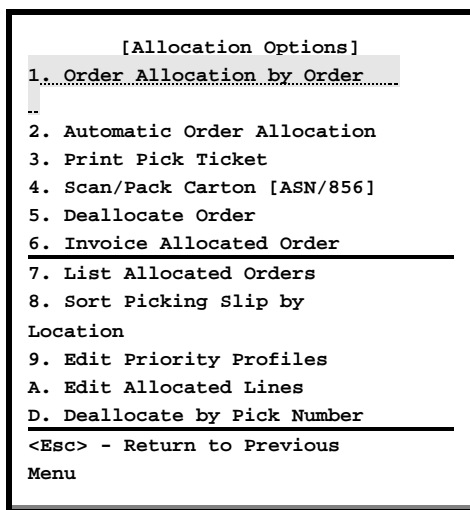 [Allocation Options]
1. Order Allocation by Order
2. Automatic Order Allocation
3. Print Pick Ticket
4. Scan/Pack Carton [ASN/856]
5. Deallocate Order
6. Invoice Allocated Order
7. List Allocated Orders
8. Sort Picking Slip by
Location
9. Edit Priority Profiles
A. Edit Allocated Lines
D. Deallocate by Pick Number
<Esc> - Return to Previous
Menu